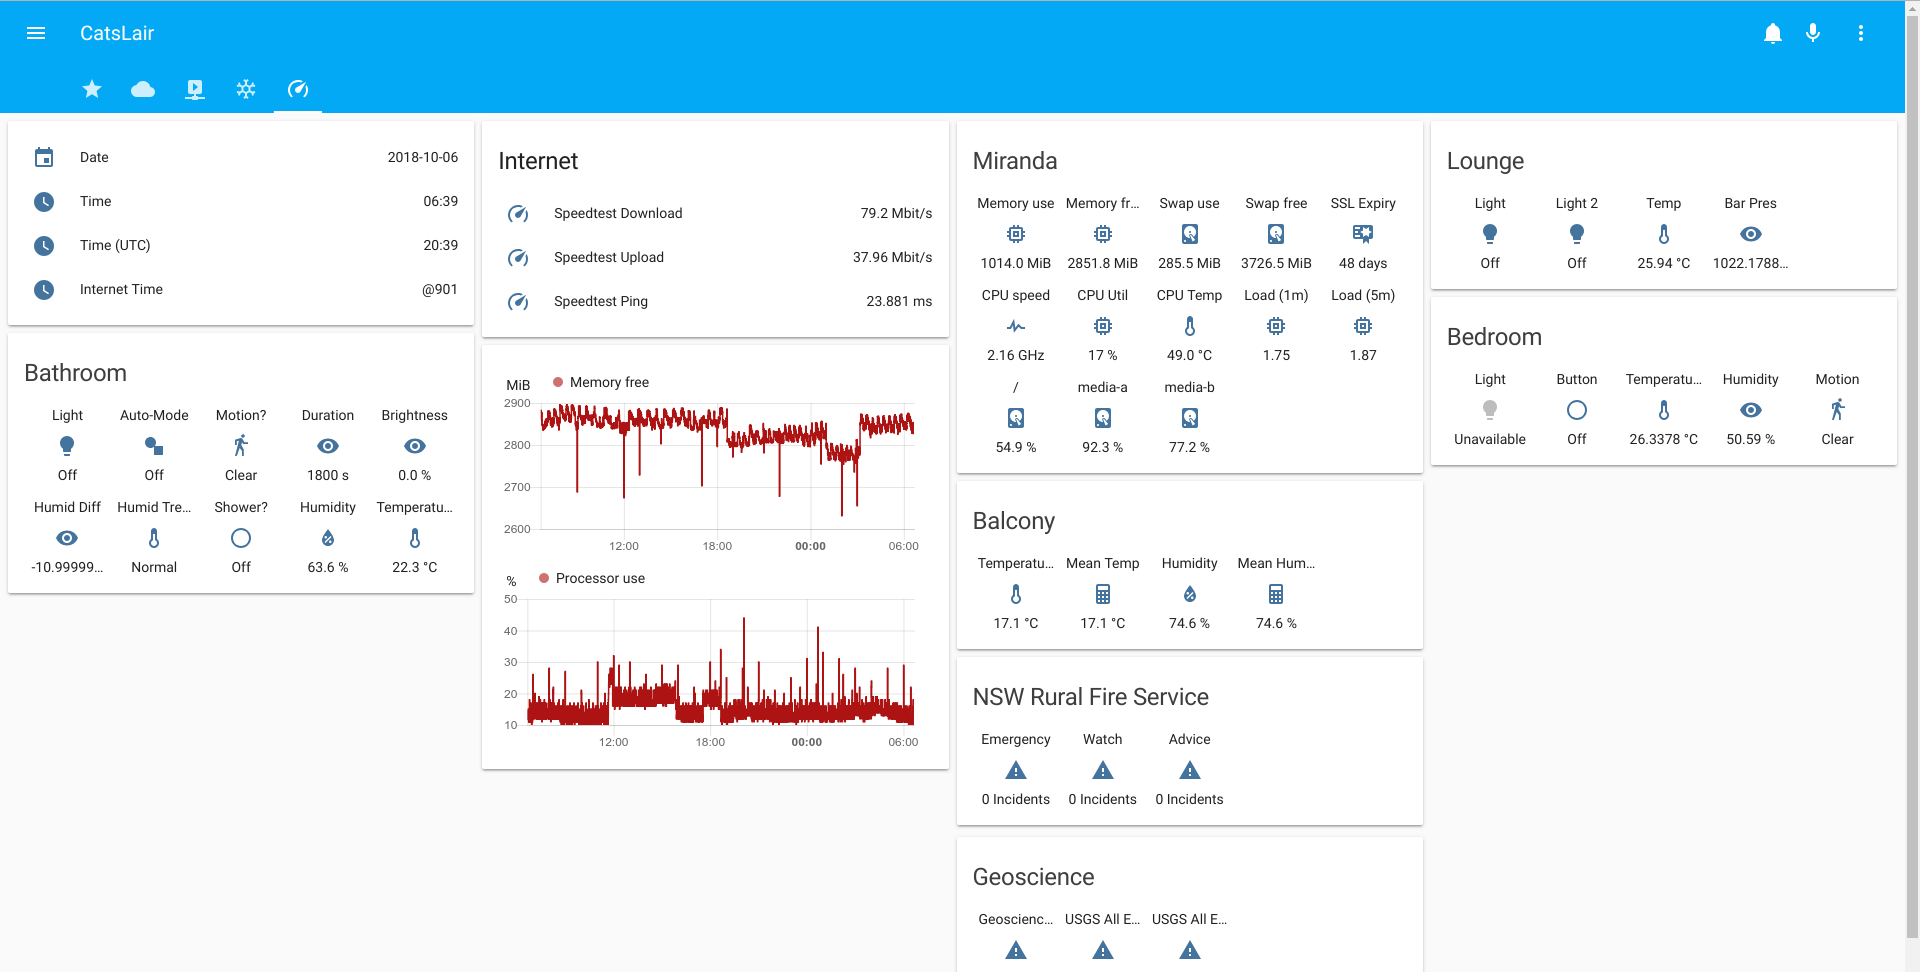 CatsLair
Date 2018-10-06
Time 06:39
Time (UTC) 20:39
Internet Time @901
Bathroom
Light Auto-Mode Motion? Duration Brightness
Off Off Clear 1800 s 0.0 %
Humid Diff Humid Tre... Shower? Humidity Temperatu...
-10.99999... Normal Off 63.6 % 22.3 °C
Internet
Speedtest Download 79.2 Mbit/s
Speedtest Upload 37.96 Mbit/s
Speedtest Ping 23.881 ms
MiB Memory free
2900
2800
2700
2600
12:00 18:00 00:00 06:00
% Processor use
50
40
30
20
10
12:00 18:00 00:00 06:00
Miranda
Memory use Memory fr... Swap use Swap free SSL Expiry
1014.0 MiB 2851.8 MiB 285.5 MiB 3726.5 MiB 48 days
CPU speed CPU Util CPU Temp Load (1m) Load (5m)
2.16 GHz 17 % 49.0 °C 1.75 1.87
/ media-a media-b
54.9 % 92.3 % 77.2 %
Balcony
Temperatu... Mean Temp Humidity Mean Hum...
17.1 °C 17.1 °C 74.6 % 74.6 %
NSW Rural Fire Service
Emergency Watch Advice
0 Incidents 0 Incidents 0 Incidents
Geoscience
Geoscienc... USGS All E... USGS All E...
Lounge
Light Light 2 Temp Bar Pres
Off Off 25.94 °C 1022.1788...
Bedroom
Light Button Temperatu... Humidity Motion
Unavailable Off 26.3378 °C 50.59 % Clear